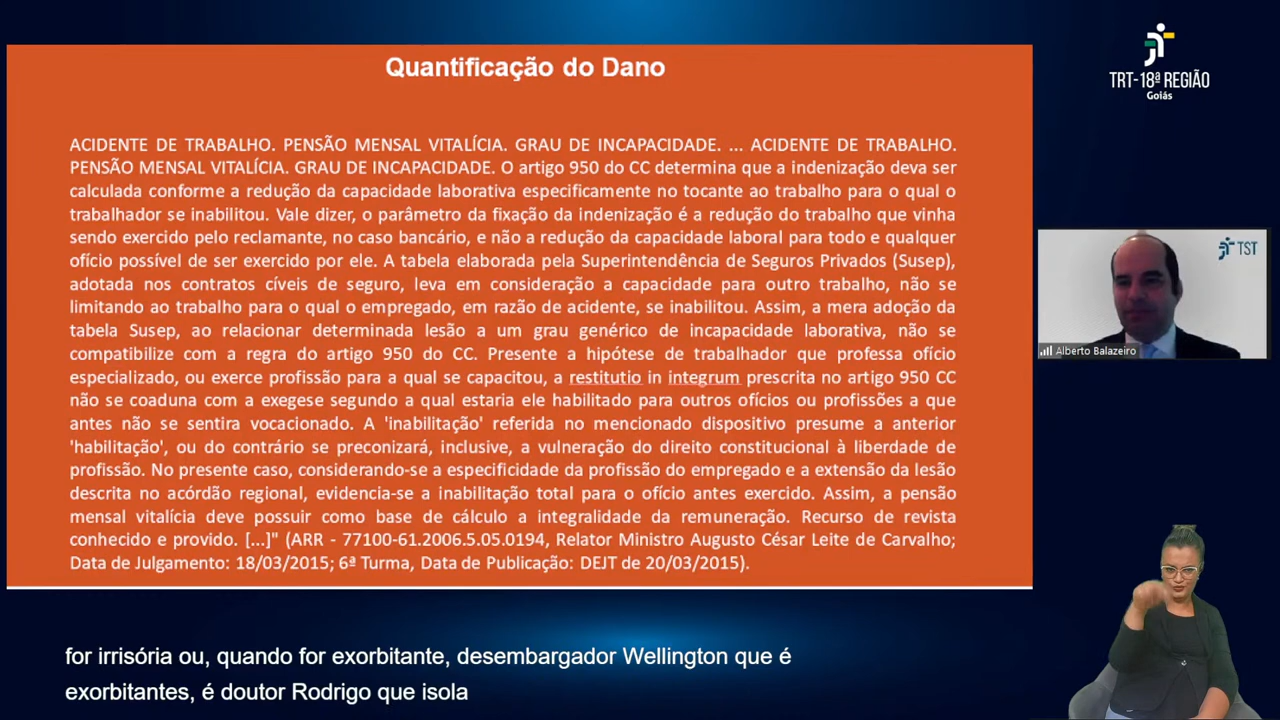 Quantificação do Dano
ACIDENTE DE TRABALHO. PENSÃO MENSAL VITALÍCIA. GRAU DE INCAPACIDADE. ... ACIDENTE DE TRABALHO.
PENSÃO MENSAL VITALÍCIA. GRAU DE INCAPACIDADE. O artigo 950 do CC determina que a indenização deva ser
calculada conforme a redução da capacidade laborativa especificamente no tocante ao trabalho para o qual o
trabalhador se inabilitou. Vale dizer, o parâmetro da fixação da indenização é a redução do trabalho que vinha
sendo exercido pelo reclamante, no caso bancário, e não a redução da capacidade laboral para todo e qualquer
ofício possível de ser exercido por ele. A tabela elaborada pela Superintendência de Seguros Privados (Susep),
adotada nos contratos cíveis de seguro, leva em consideração a capacidade para outro trabalho, não se
limitando ao trabalho para o qual o empregado, em razão de acidente, se inabilitou. Assim, a mera adoção da
tabela Susep, ao relacionar determinada lesão a um grau genérico de incapacidade laborativa, não se
compatibilize com a regra do artigo 950 do CC. Presente a hipótese de trabalhador que professa ofício
especializado, ou exerce profissão para a qual se capacitou, a restitutio in integrum prescrita no artigo 950 CC
não se coaduna com a exegese segundo a qual estaria ele habilitado para outros ofícios ou profissões a que
antes não se sentira vocacionado. A 'inabilitação' referida no mencionado dispositivo presume a anterior
'habilitação', ou do contrário se preconizará, inclusive, a vulneração do direito constitucional à liberdade de
profissão. No presente caso, considerando-se a especificidade da profissão do empregado e a extensão da lesão
descrita no acórdão regional, evidencia-se a inabilitação total para o ofício antes exercido. Assim, a pensão
mensal vitalícia deve possuir como base de cálculo a integralidade da remuneração. Recurso de revista
conhecido e provido. [...]" (ARR - 77100-61.2006.5.05.0194, Relator Ministro Augusto César Leite de Carvalho;
Data de Julgamento: 18/03/2015; 6ª Turma, Data de Publicação: DEJT de 20/03/2015).
TRT-18ª REGIÃO
Goiás
TST
Alberto Balazeiro
for irrisória ou, quando for exorbitante, desembargador Wellington que é
exorbitantes, é doutor Rodrigo que isola